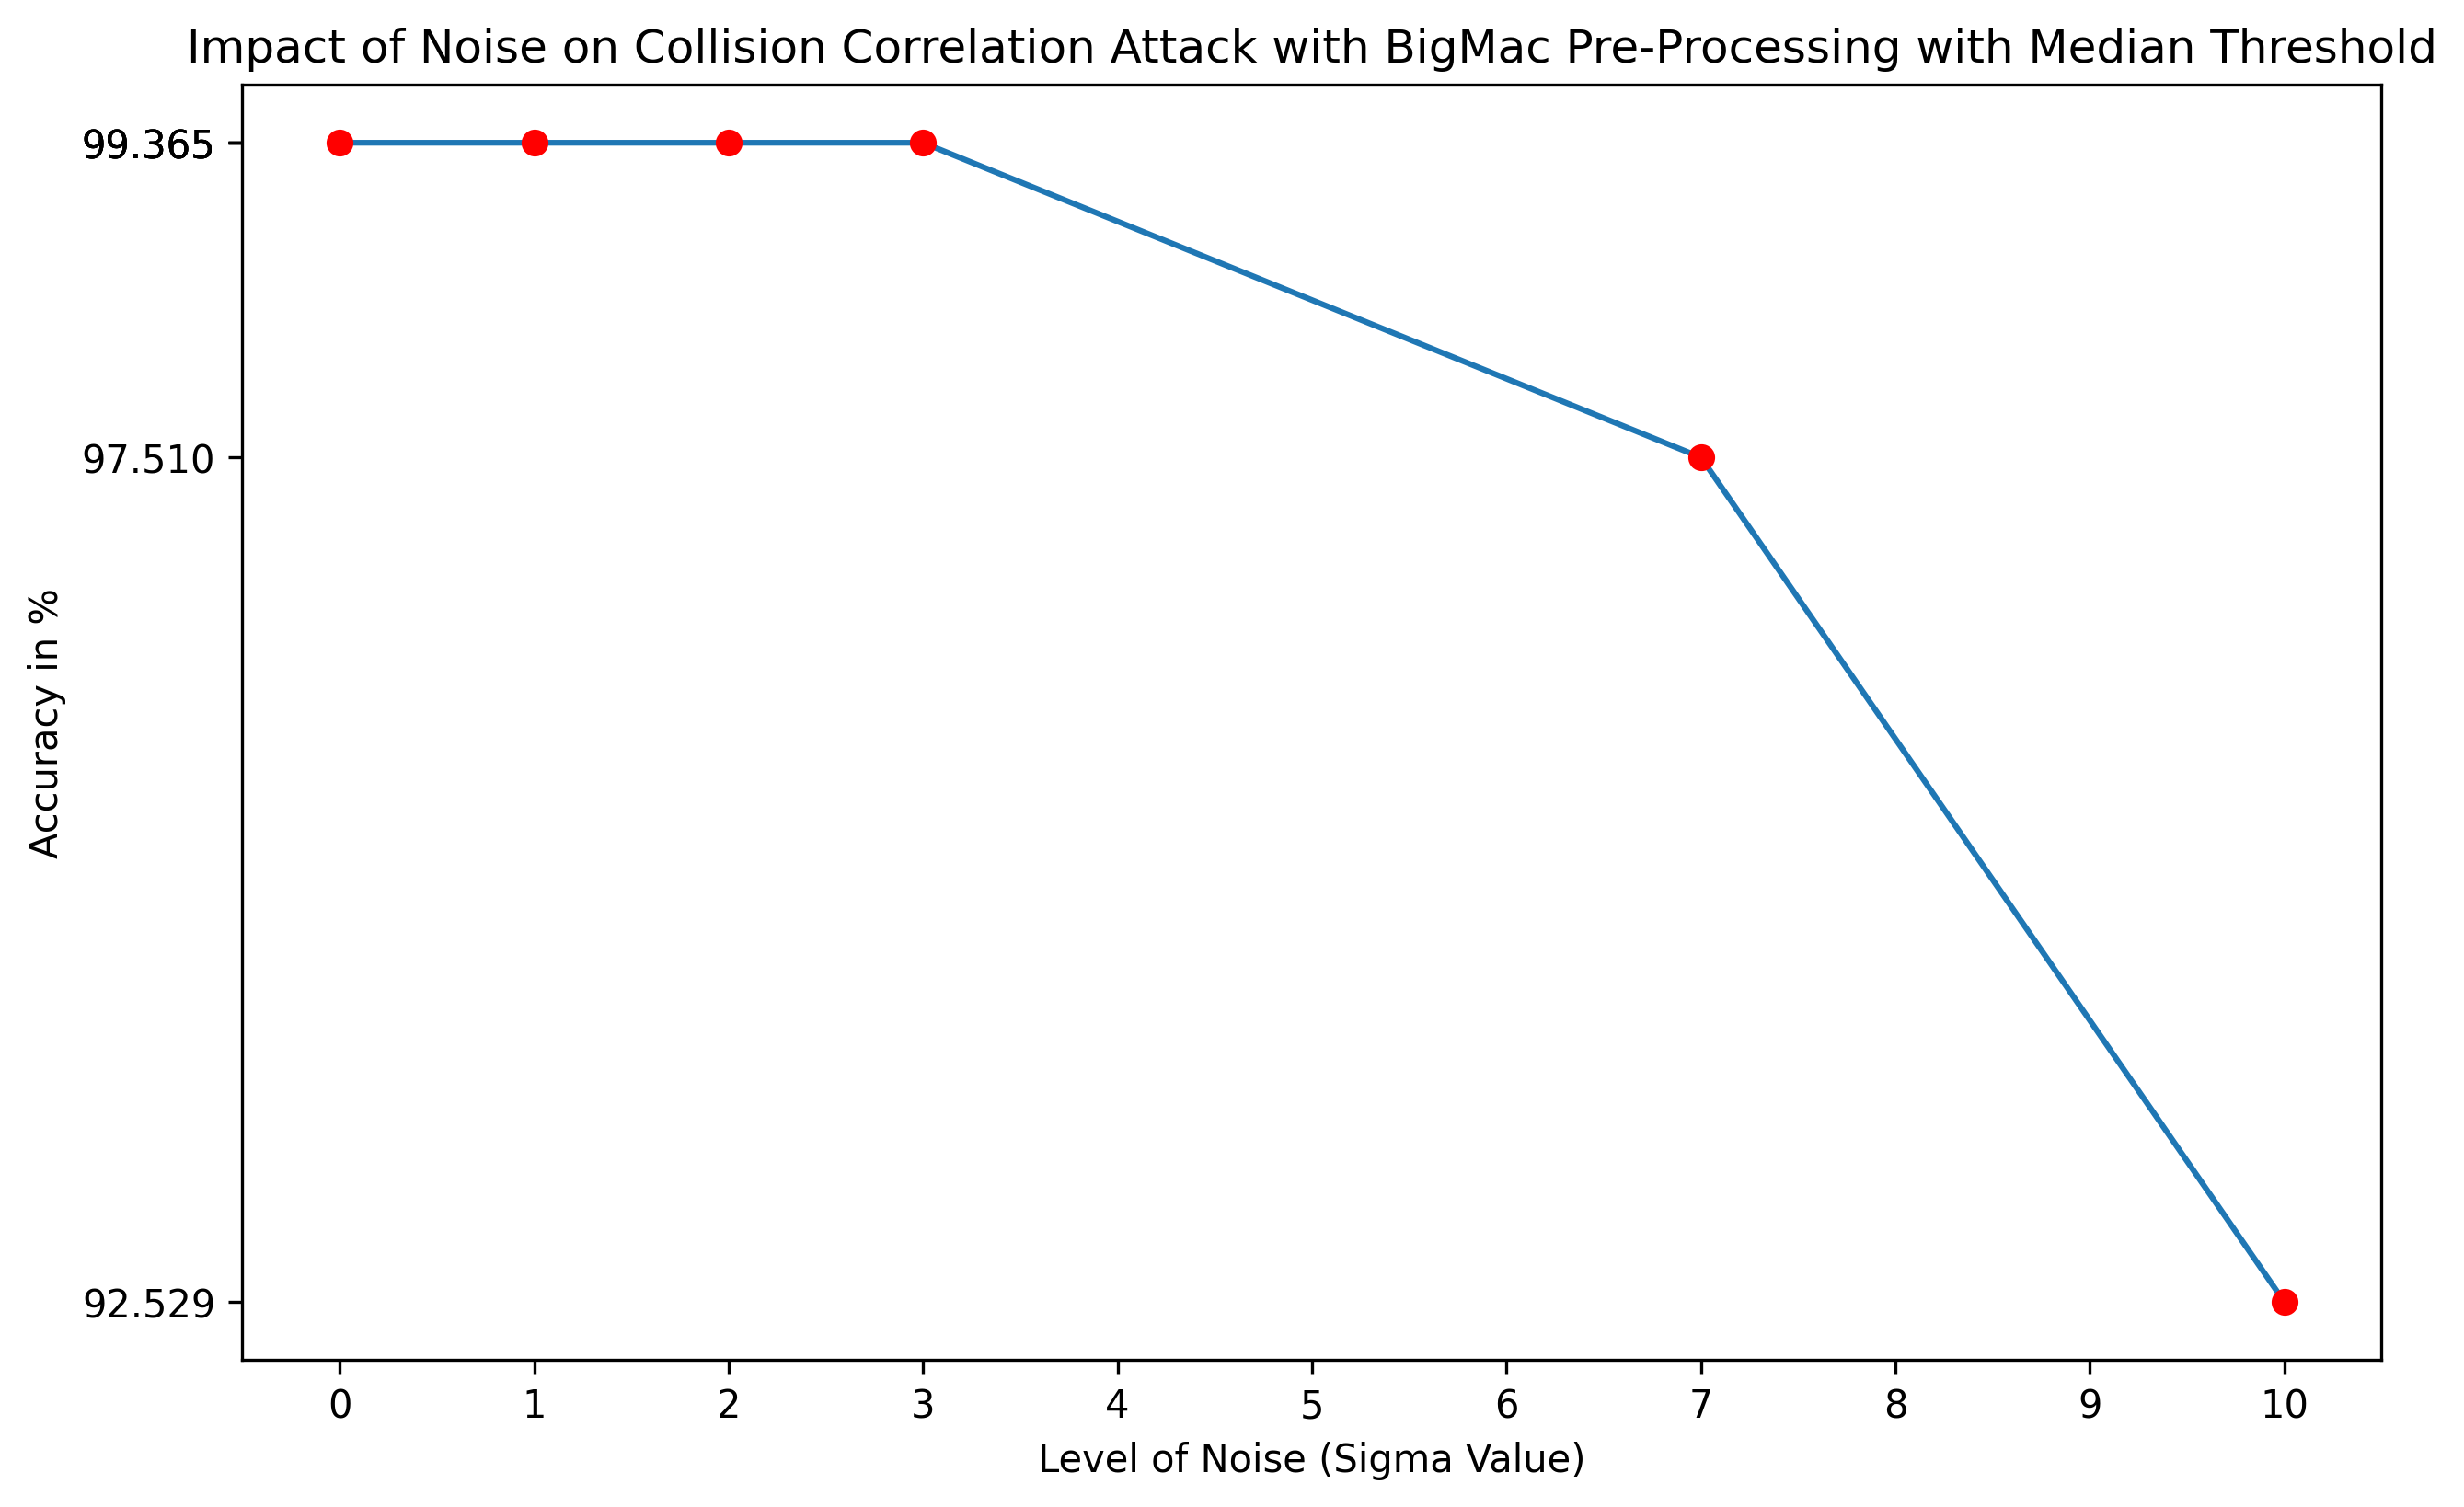 Impact of Noise on Collision Correlation Attack with BigMac Pre-Processing with Median Threshold
99.365
97.510
92.529
Accuracy in %
0 1 2 3 4 5 6 7 8 9 10
Level of Noise (Sigma Value)